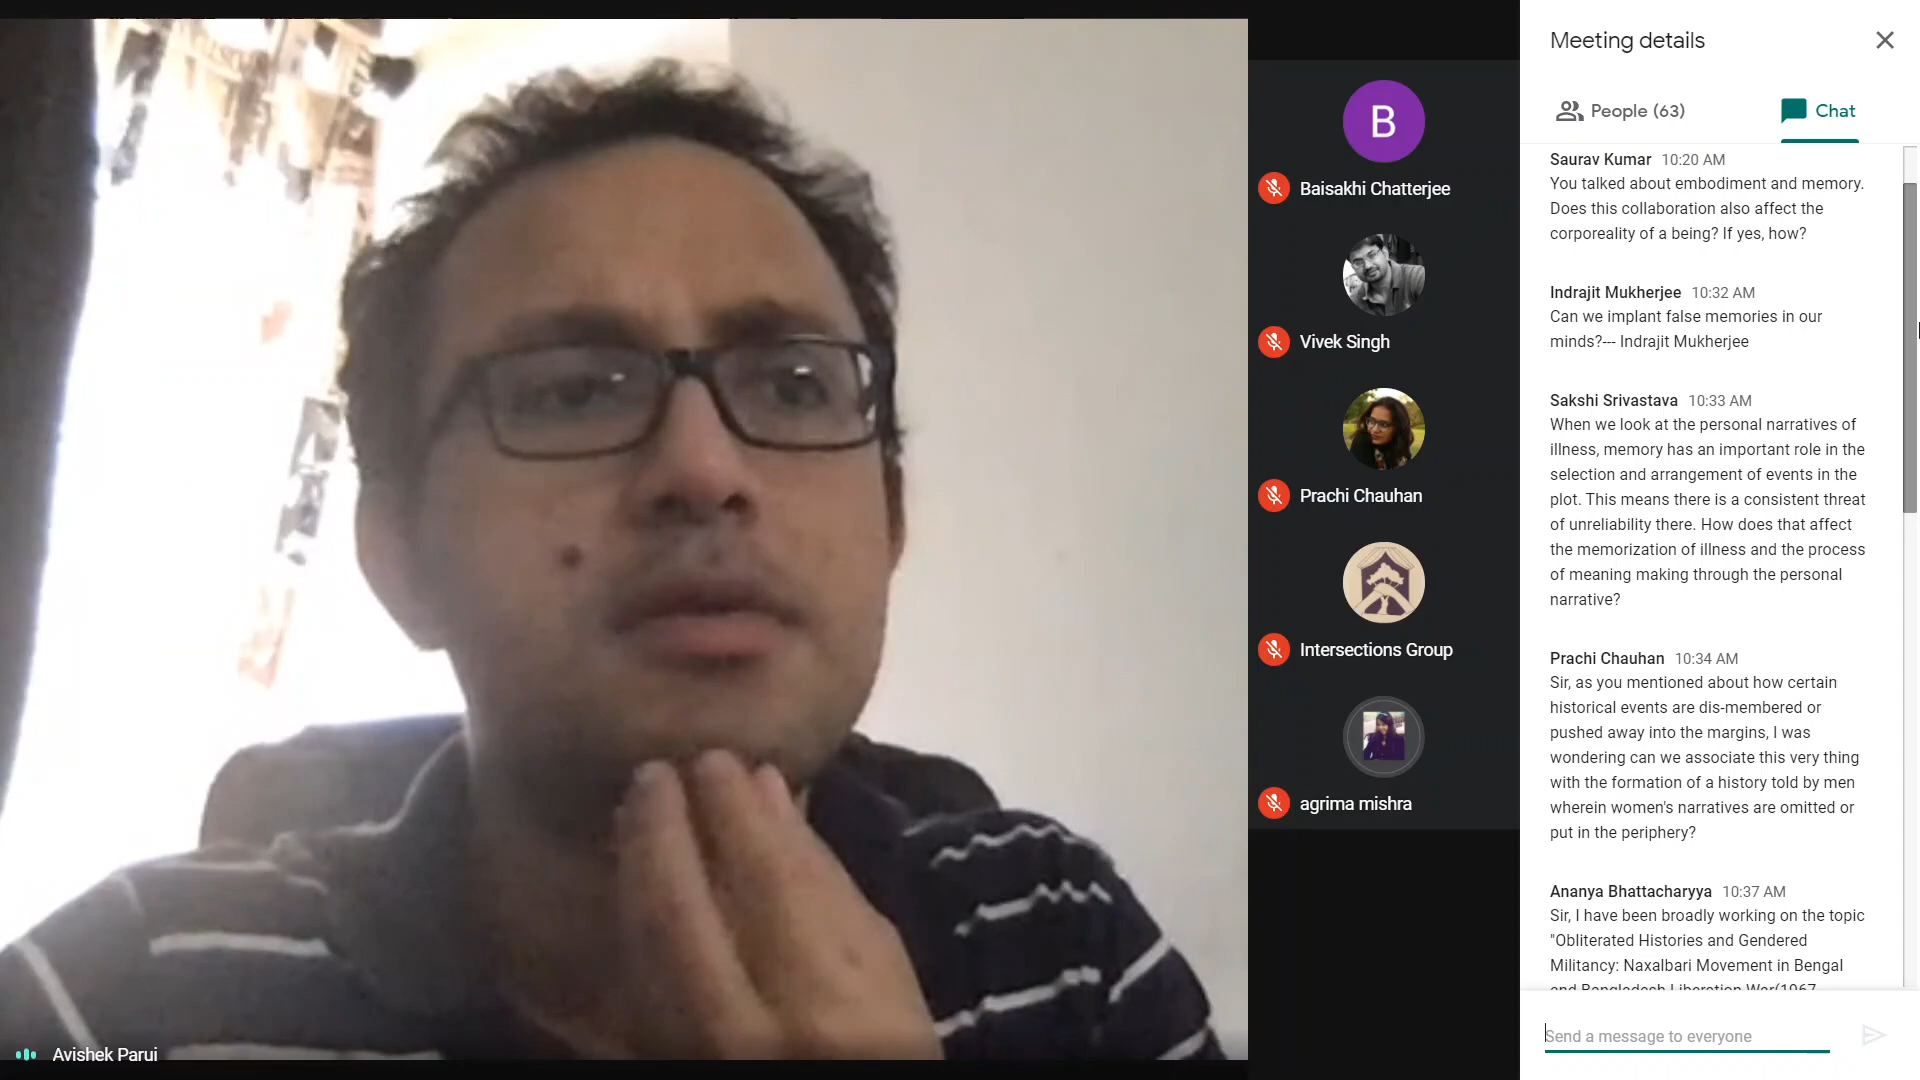 Avishek Parui
B
Baisakhi Chatterjee
Vivek Singh
Prachi Chauhan
Intersections Group
agrima mishra
Meeting details
People (63)
Chat
Saurav Kumar 10:20 AM
You talked about embodiment and memory.
Does this collaboration also affect the
corporeality of a being? If yes, how?
Indrajit Mukherjee 10:32 AM
Can we implant false memories in our
minds?--- Indrajit Mukherjee
Sakshi Srivastava 10:33 AM
When we look at the personal narratives of
illness, memory has an important role in the
selection and arrangement of events in the
plot. This means there is a consistent threat
of unreliability there. How does that affect
the memorization of illness and the process
of meaning making through the personal
narrative?
Prachi Chauhan 10:34 AM
Sir, as you mentioned about how certain
historical events are dis-membered or
pushed away into the margins, I was
wondering can we associate this very thing
with the formation of a history told by men
wherein women's narratives are omitted or
put in the periphery?
Ananya Bhattacharyya 10:37 AM
Sir, I have been broadly working on the topic
"Obliterated Histories and Gendered
Militancy: Naxalbari Movement in Bengal
and Bangladesh Liberation War(1967
Send a message to everyone